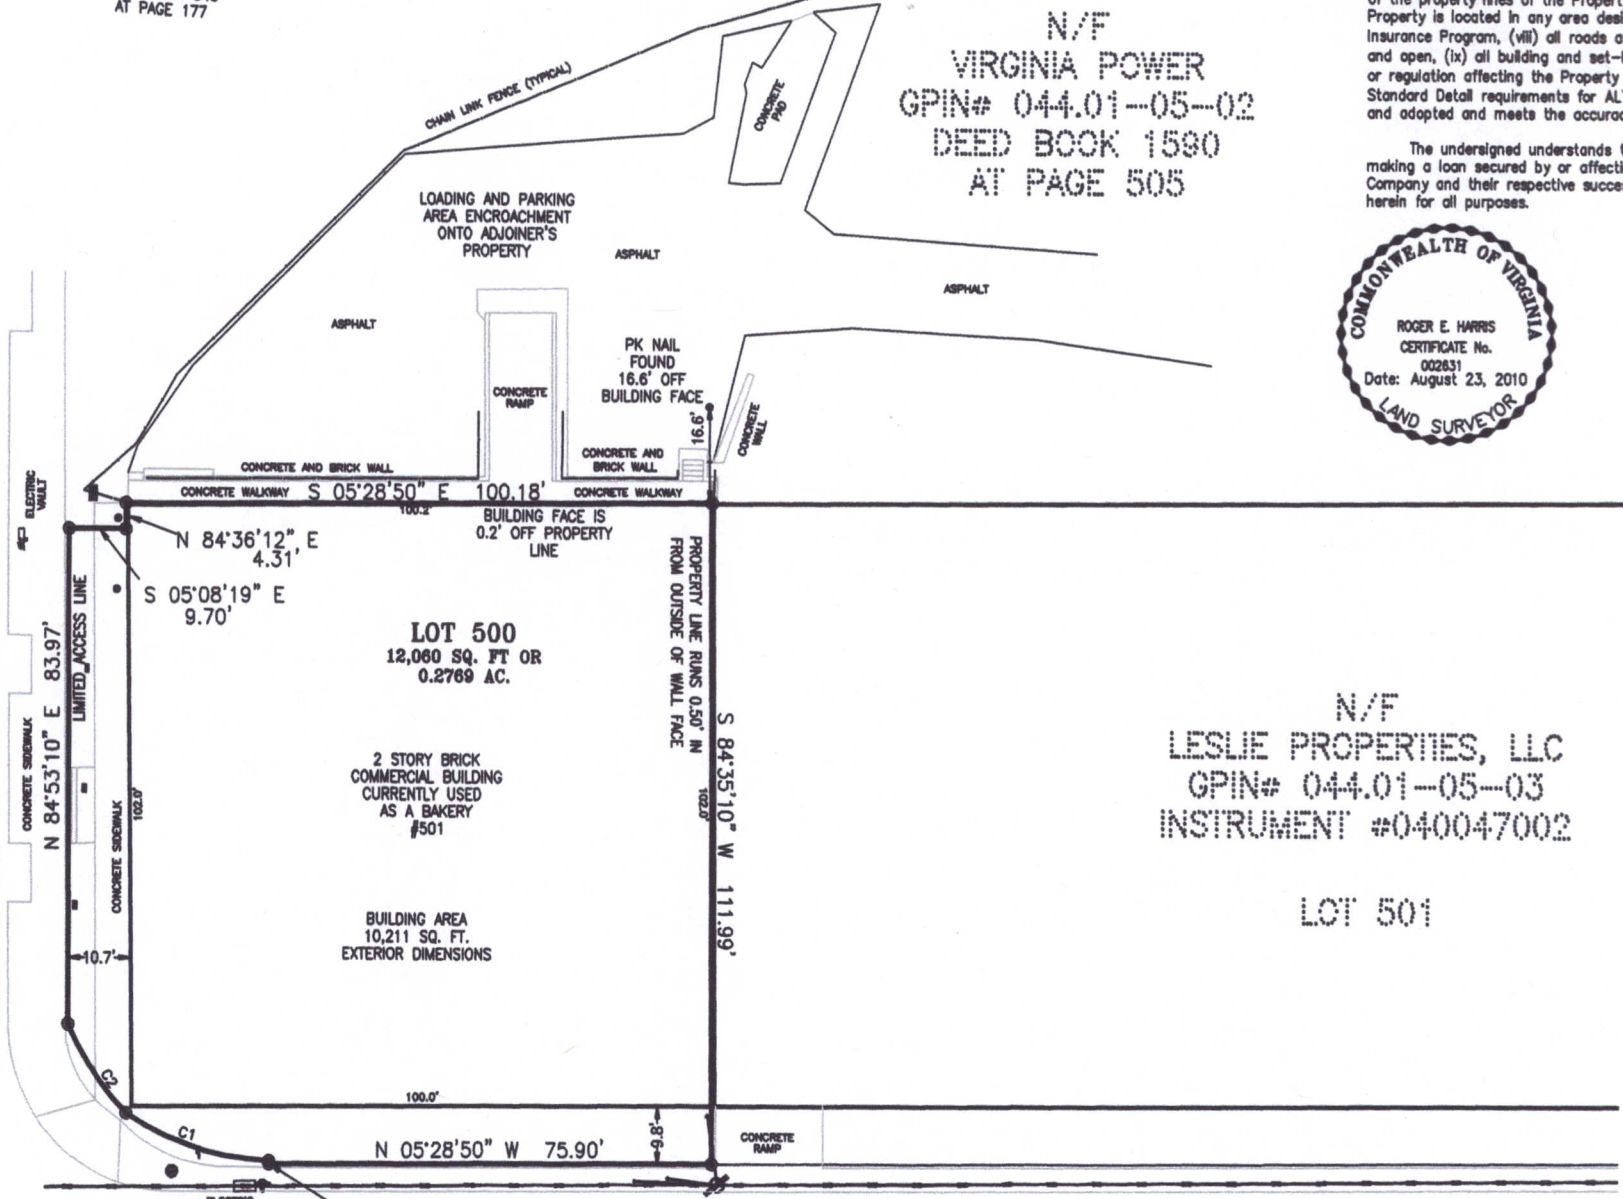 AT PAGE 177
CHAIN LINK FENCE (TYPICAL)
CONCRETE
PAD
N/F
VIRGINIA POWER
GPIN# 044.01--05--02
DEED BOOK 1590
AT PAGE 505
of the property lines of the
Property is located in any area
Insurance Program, (viii) all roads
and open, (ix) all building and
or regulation affecting the Property
Standard Detail requirements for
and adopted and meets the
The undersigned understands
making a loan secured by or
Company and their respective
herein for all purposes.
COMMONWEALTH OF VIRGINIA
ROGER E. HARRIS
CERTIFICATE No.
002631
Date: August 23, 2010
LAND SURVEYOR
LOADING AND PARKING
AREA ENCROACHMENT
ONTO ADJOINER'S
PROPERTY
ASPHALT
ASPHALT
ASPHALT
PK NAIL
FOUND
16.6' OFF
BUILDING FACE
16.6'
CONCRETE
RAMP
CONCRETE
WALL
CONCRETE AND BRICK WALL
CONCRETE AND
BRICK WALL
CONCRETE WALKWAY
S 05°28'50" E 100.18'
CONCRETE WALKWAY
100.2'
BUILDING FACE IS
0.2' OFF PROPERTY
LINE
ELECTRIC
VAULT
N 84°36'12" E
4.31'
S 05°08'19" E
9.70'
LIMITED ACCESS LINE
N 84°53'10" E 83.97'
CONCRETE SIDEWALK
CONCRETE SIDEWALK
102.0'
LOT 500
12,060 SQ. FT OR
0.2769 AC.
PROPERTY LINE RUNS 0.50' IN
FROM OUTSIDE OF WALL FACE
S 84°35'10" W 111.99'
102.0'
2 STORY BRICK
COMMERCIAL BUILDING
CURRENTLY USED
AS A BAKERY
#501
BUILDING AREA
10,211 SQ. FT.
EXTERIOR DIMENSIONS
10.7'
N/F
LESLIE PROPERTIES, LLC
GPIN# 044.01--05--03
INSTRUMENT #040047002
LOT 501
C2
C1
100.0'
N 05°28'50" W 75.90'
9.8'
CONCRETE
RAMP